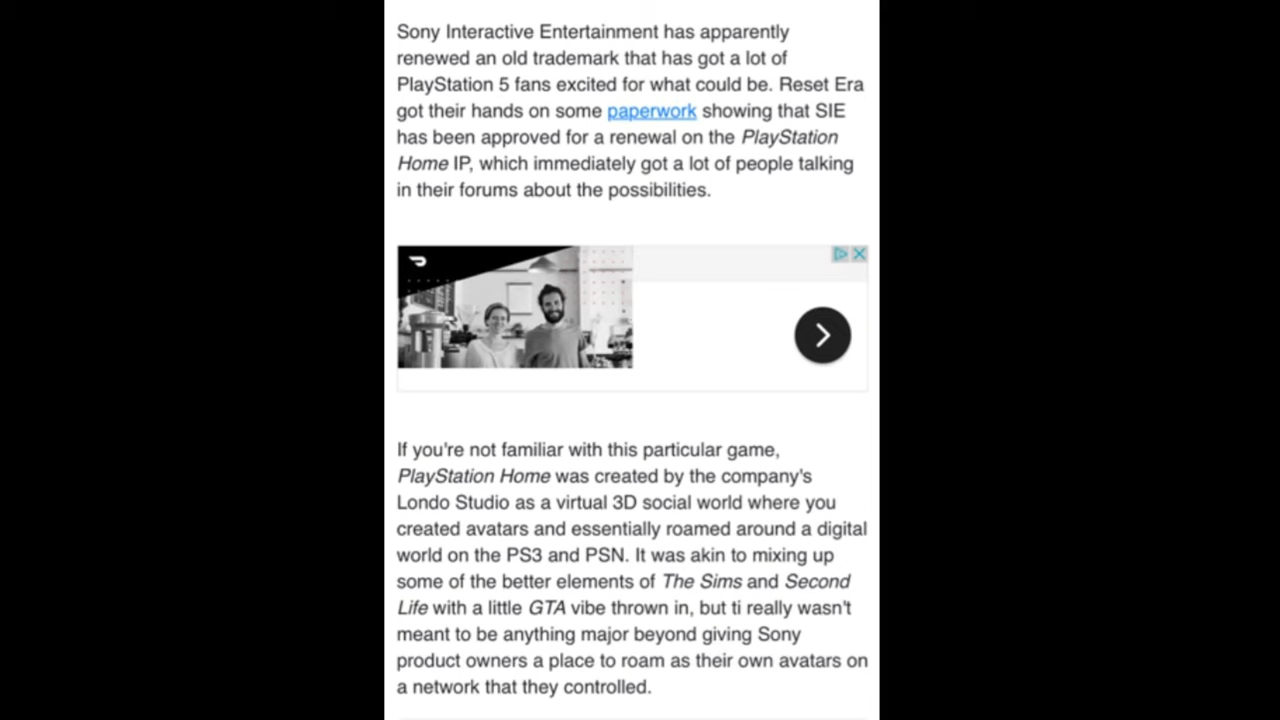 Sony Interactive Entertainment has apparently
renewed an old trademark that has got a lot of
PlayStation 5 fans excited for what could be. Reset Era
got their hands on some paperwork showing that SIE
has been approved for a renewal on the PlayStation
Home IP, which immediately got a lot of people talking
in their forums about the possibilities.
If you're not familiar with this particular game,
PlayStation Home was created by the company's
Londo Studio as a virtual 3D social world where you
created avatars and essentially roamed around a digital
world on the PS3 and PSN. It was akin to mixing up
some of the better elements of The Sims and Second
Life with a little GTA vibe thrown in, but ti really wasn't
meant to be anything major beyond giving Sony
product owners a place to roam as their own avatars on
a network that they controlled.